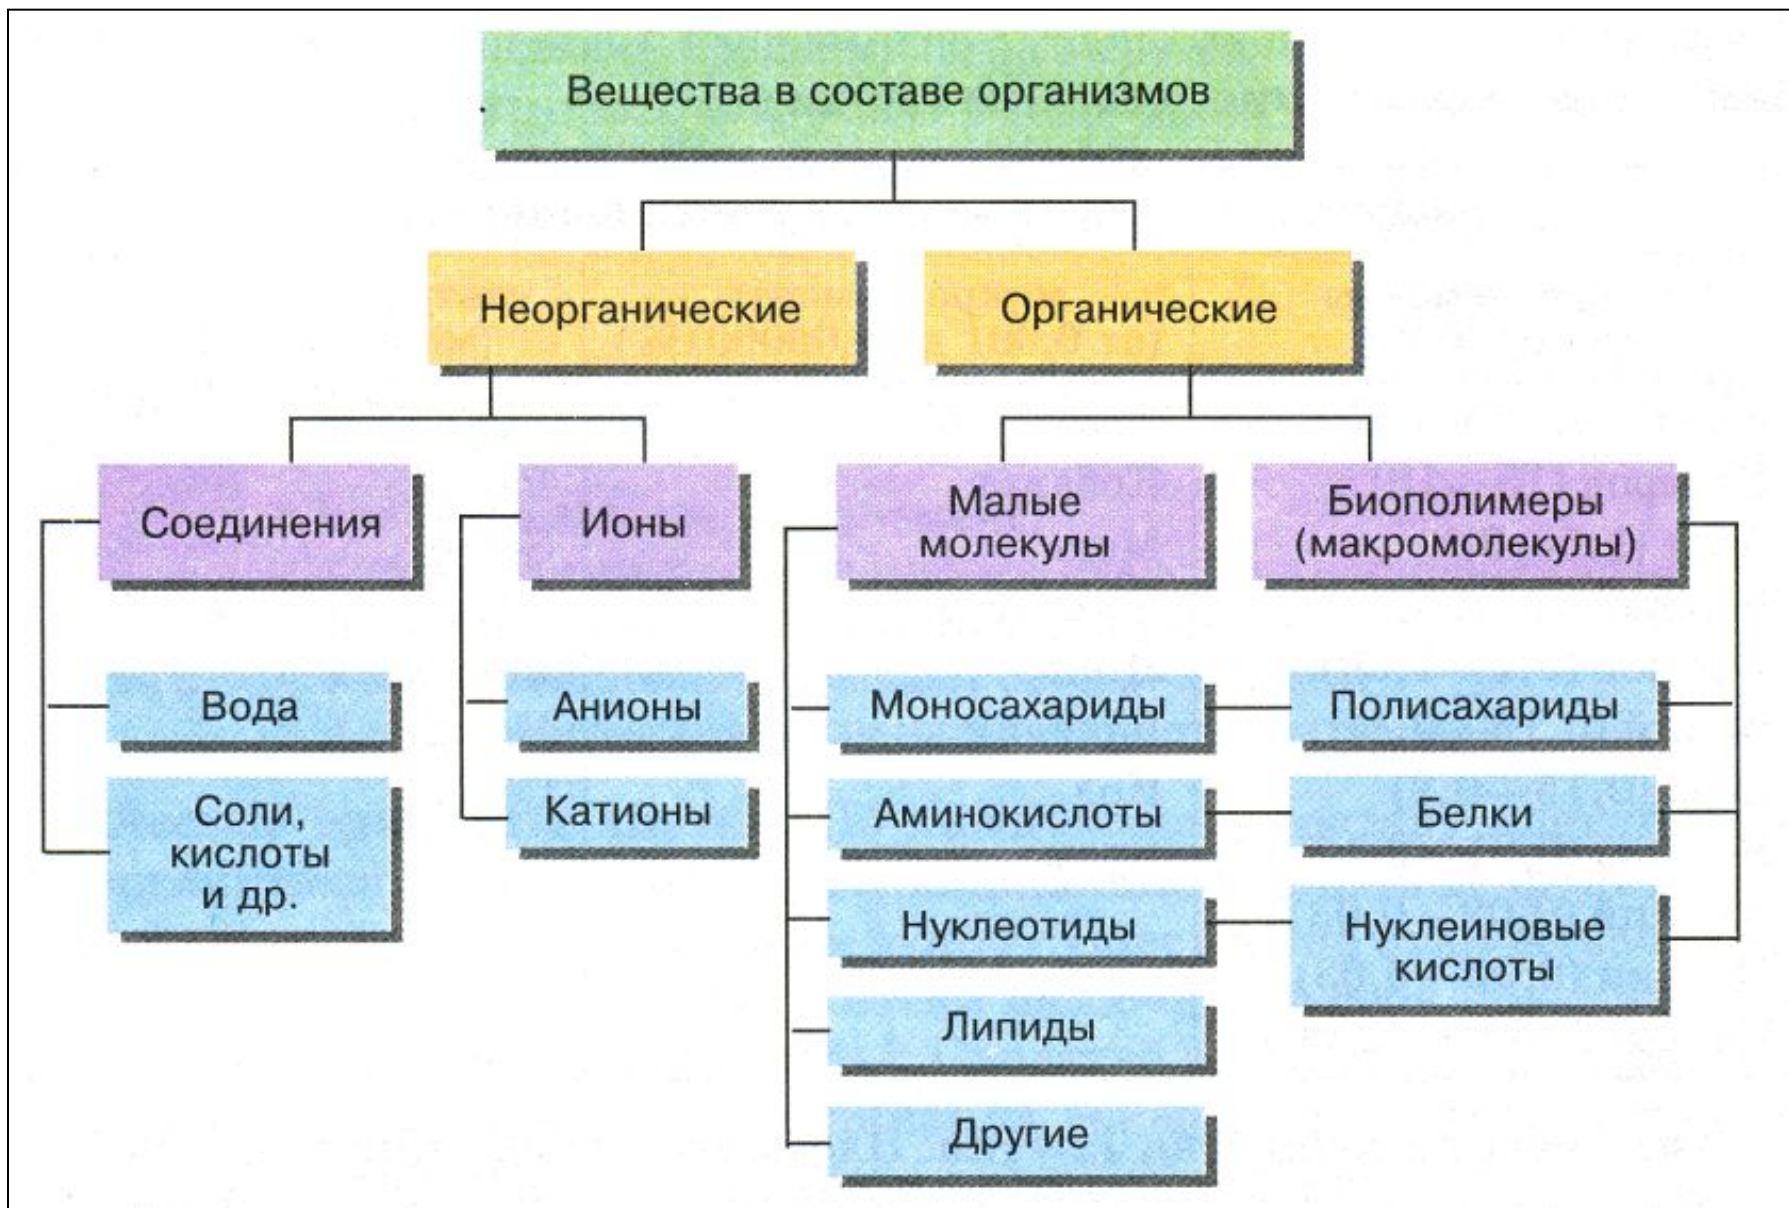 Вещества в составе организмов
Неорганические
Органические
Соединения
Ионы
Малые
молекулы
Биополимеры
(макромолекулы)
Вода
Анионы
Моносахариды
Полисахариды
Соли,
кислоты
и др.
Катионы
Аминокислоты
Белки
Нуклеотиды
Нуклеиновые
кислоты
Липиды
Другие